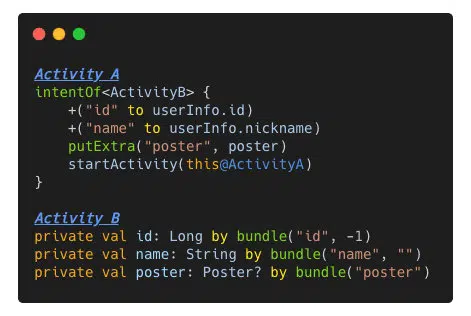 Activity A
intentOf<ActivityB> {
    +("id" to userInfo.id)
    +("name" to userInfo.nickname)
    putExtra("poster", poster)
    startActivity(this@ActivityA)
}
Activity B
private val id: Long by bundle("id", -1)
private val name: String by bundle("name", "")
private val poster: Poster? by bundle("poster")